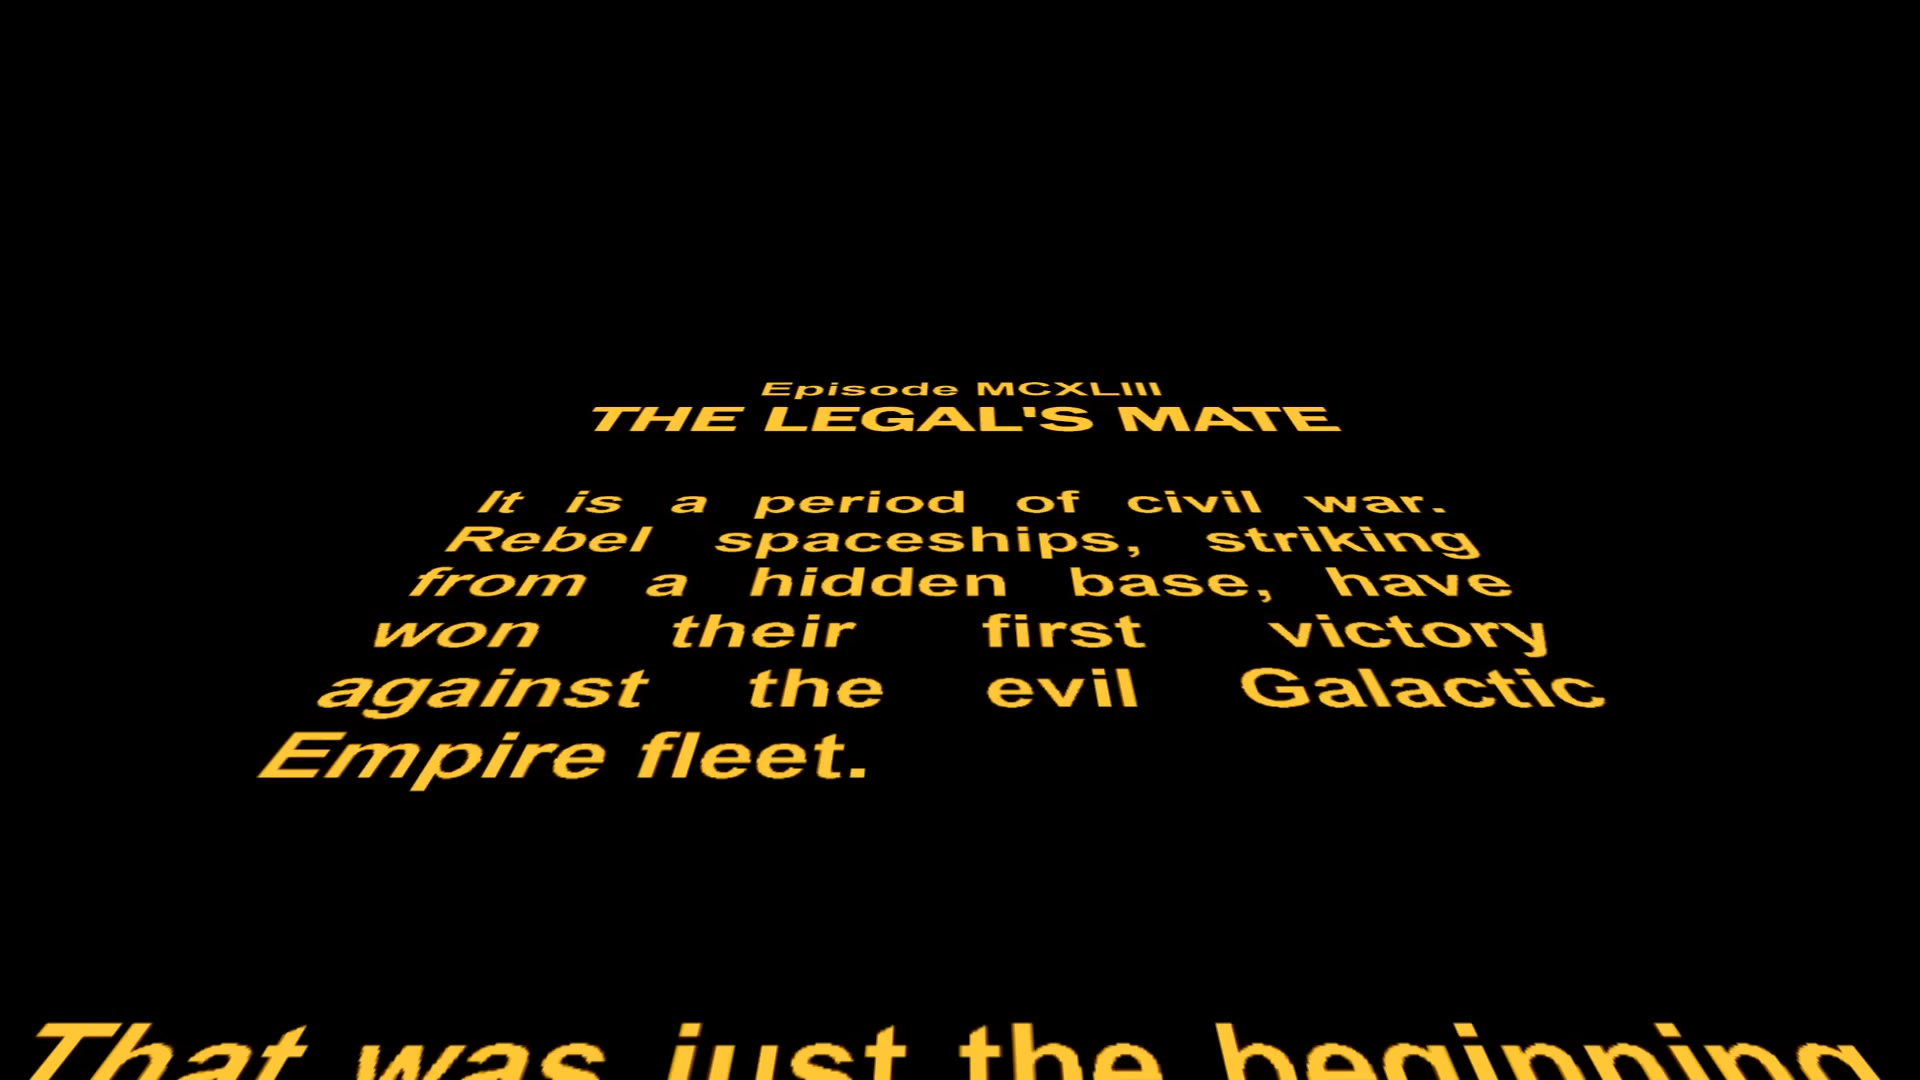 Episode MCXLIII
THE LEGAL'S MATE
It is a period of civil war.
Rebel spaceships, striking
from a hidden base, have
won their first victory
against the evil Galactic
Empire fleet.
That was just the beginning